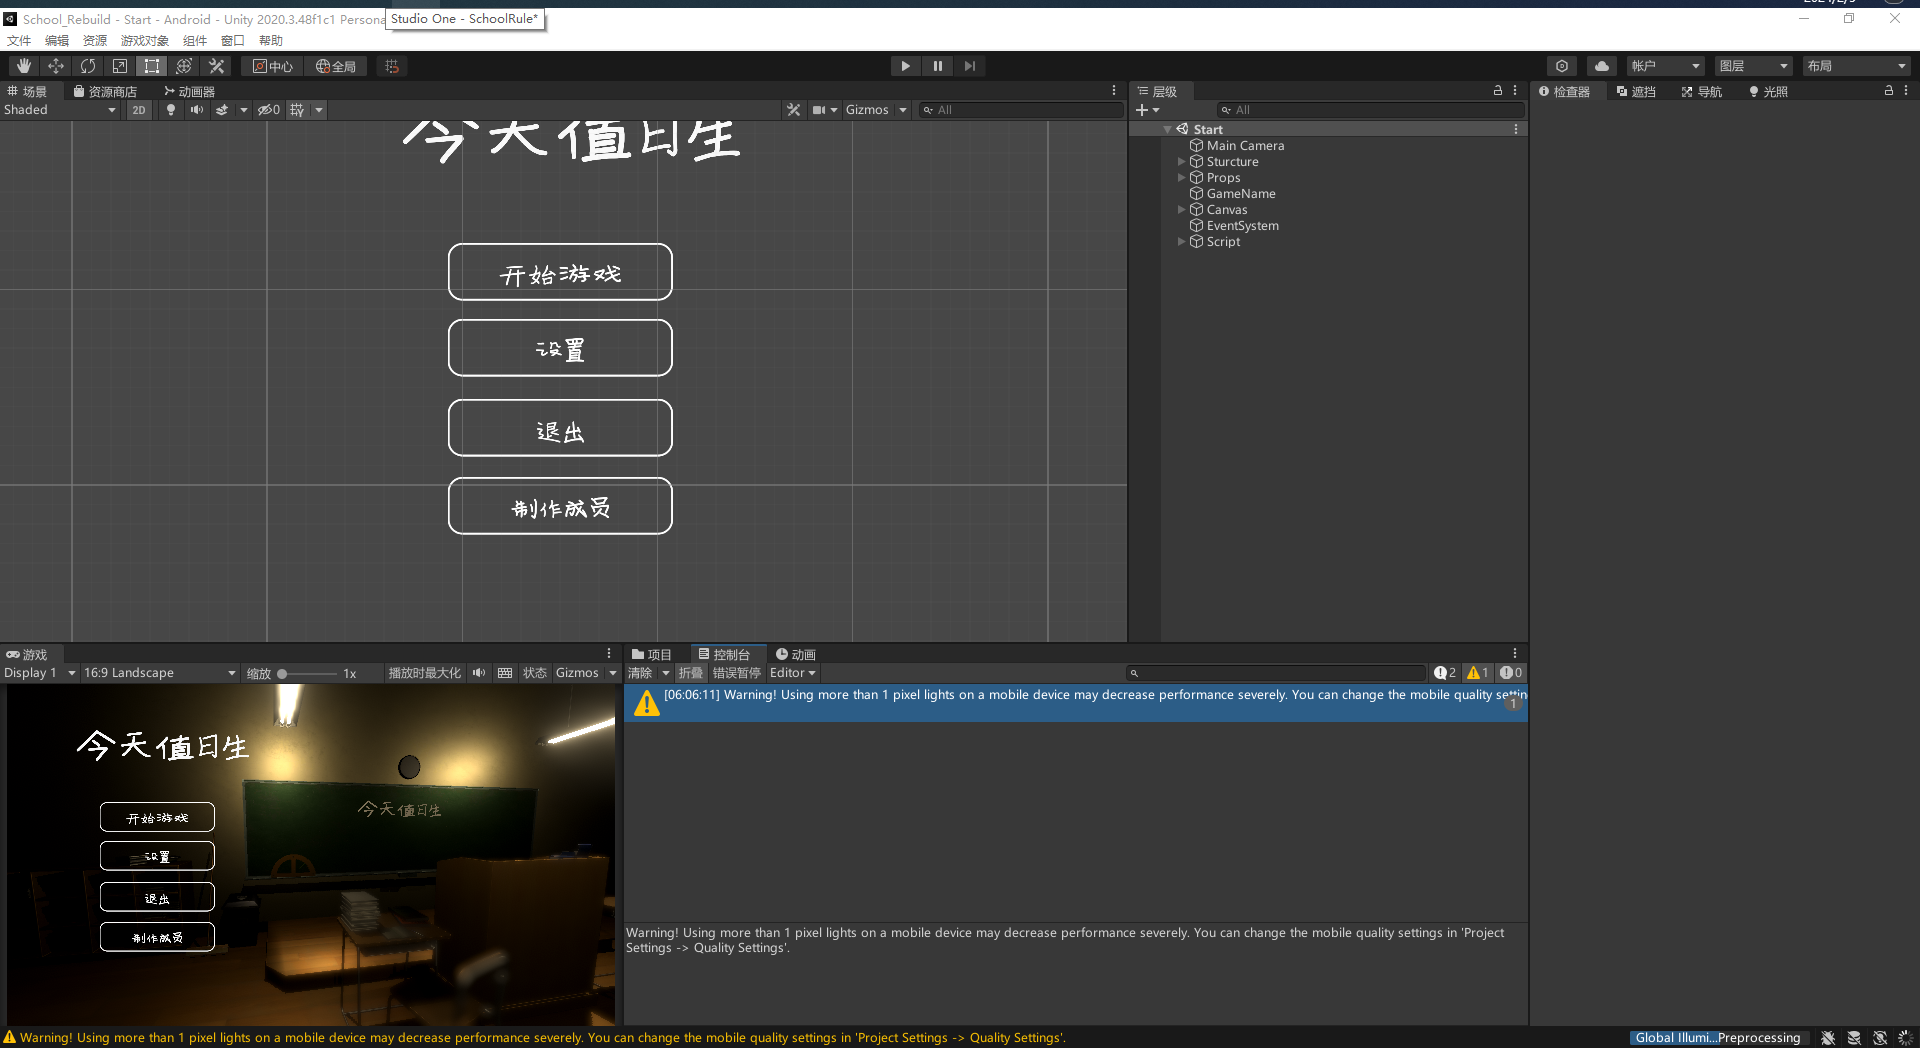 School_Rebuild - Start - Android - Unity 2020.3.48f1c1 Persona
Studio One - SchoolRule*
文件 编辑 资源 游戏对象 组件 窗口 帮助
中心 全局 帐户 图层 布局
场景 资源商店 动画器
Shaded 2D 0 Gizmos All
今天值日生
开始游戏
设置
退出
制作成员
层级
All
Start
Main Camera
Sturcture
Props
GameName
Canvas
EventSystem
Script
检查器 遮挡 导航 光照
游戏
Display 1 16:9 Landscape 缩放 1x 播放时最大化 状态 Gizmos
今天值日生
今天值日生
开始游戏
设置
退出
制作成员
项目 控制台 动画
清除 折叠 错误暂停 Editor 2 1 0
[06:06:11] Warning! Using more than 1 pixel lights on a mobile device may decrease performance severely. You can change the mobile quality settin
1
Warning! Using more than 1 pixel lights on a mobile device may decrease performance severely. You can change the mobile quality settings in 'Project
Settings -> Quality Settings'.
Warning! Using more than 1 pixel lights on a mobile device may decrease performance severely. You can change the mobile quality settings in 'Project Settings -> Quality Settings'.
Global Illumi...Preprocessing